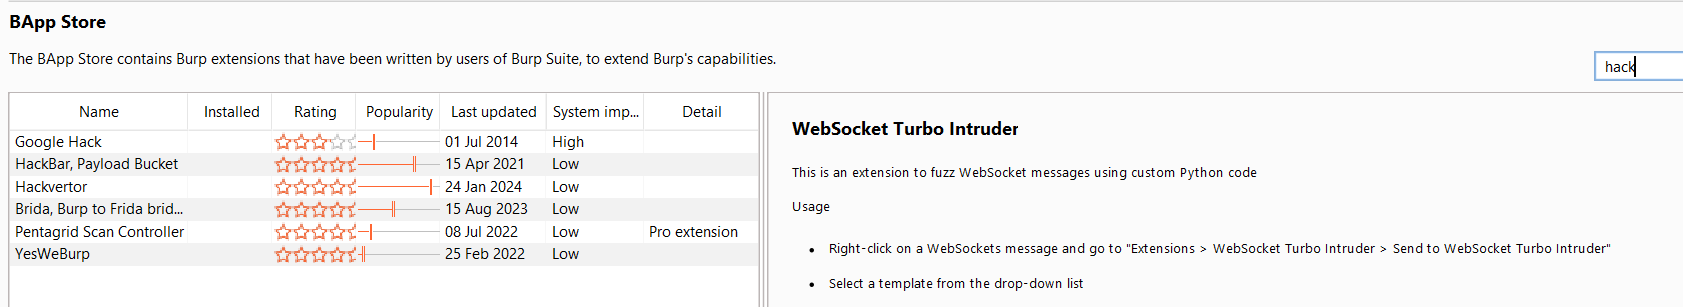 BApp Store
The BApp Store contains Burp extensions that have been written by users of Burp Suite, to extend Burp's capabilities.
hack
Name Installed Rating Popularity Last updated System imp... Detail
Google Hack 01 Jul 2014 High
HackBar, Payload Bucket 15 Apr 2021 Low
Hackvertor 24 Jan 2024 Low
Brida, Burp to Frida brid... 15 Aug 2023 Low
Pentagrid Scan Controller 08 Jul 2022 Low Pro extension
YesWeBurp 25 Feb 2022 Low
WebSocket Turbo Intruder
This is an extension to fuzz WebSocket messages using custom Python code
Usage
• Right-click on a WebSockets message and go to "Extensions > WebSocket Turbo Intruder > Send to WebSocket Turbo Intruder"
• Select a template from the drop-down list